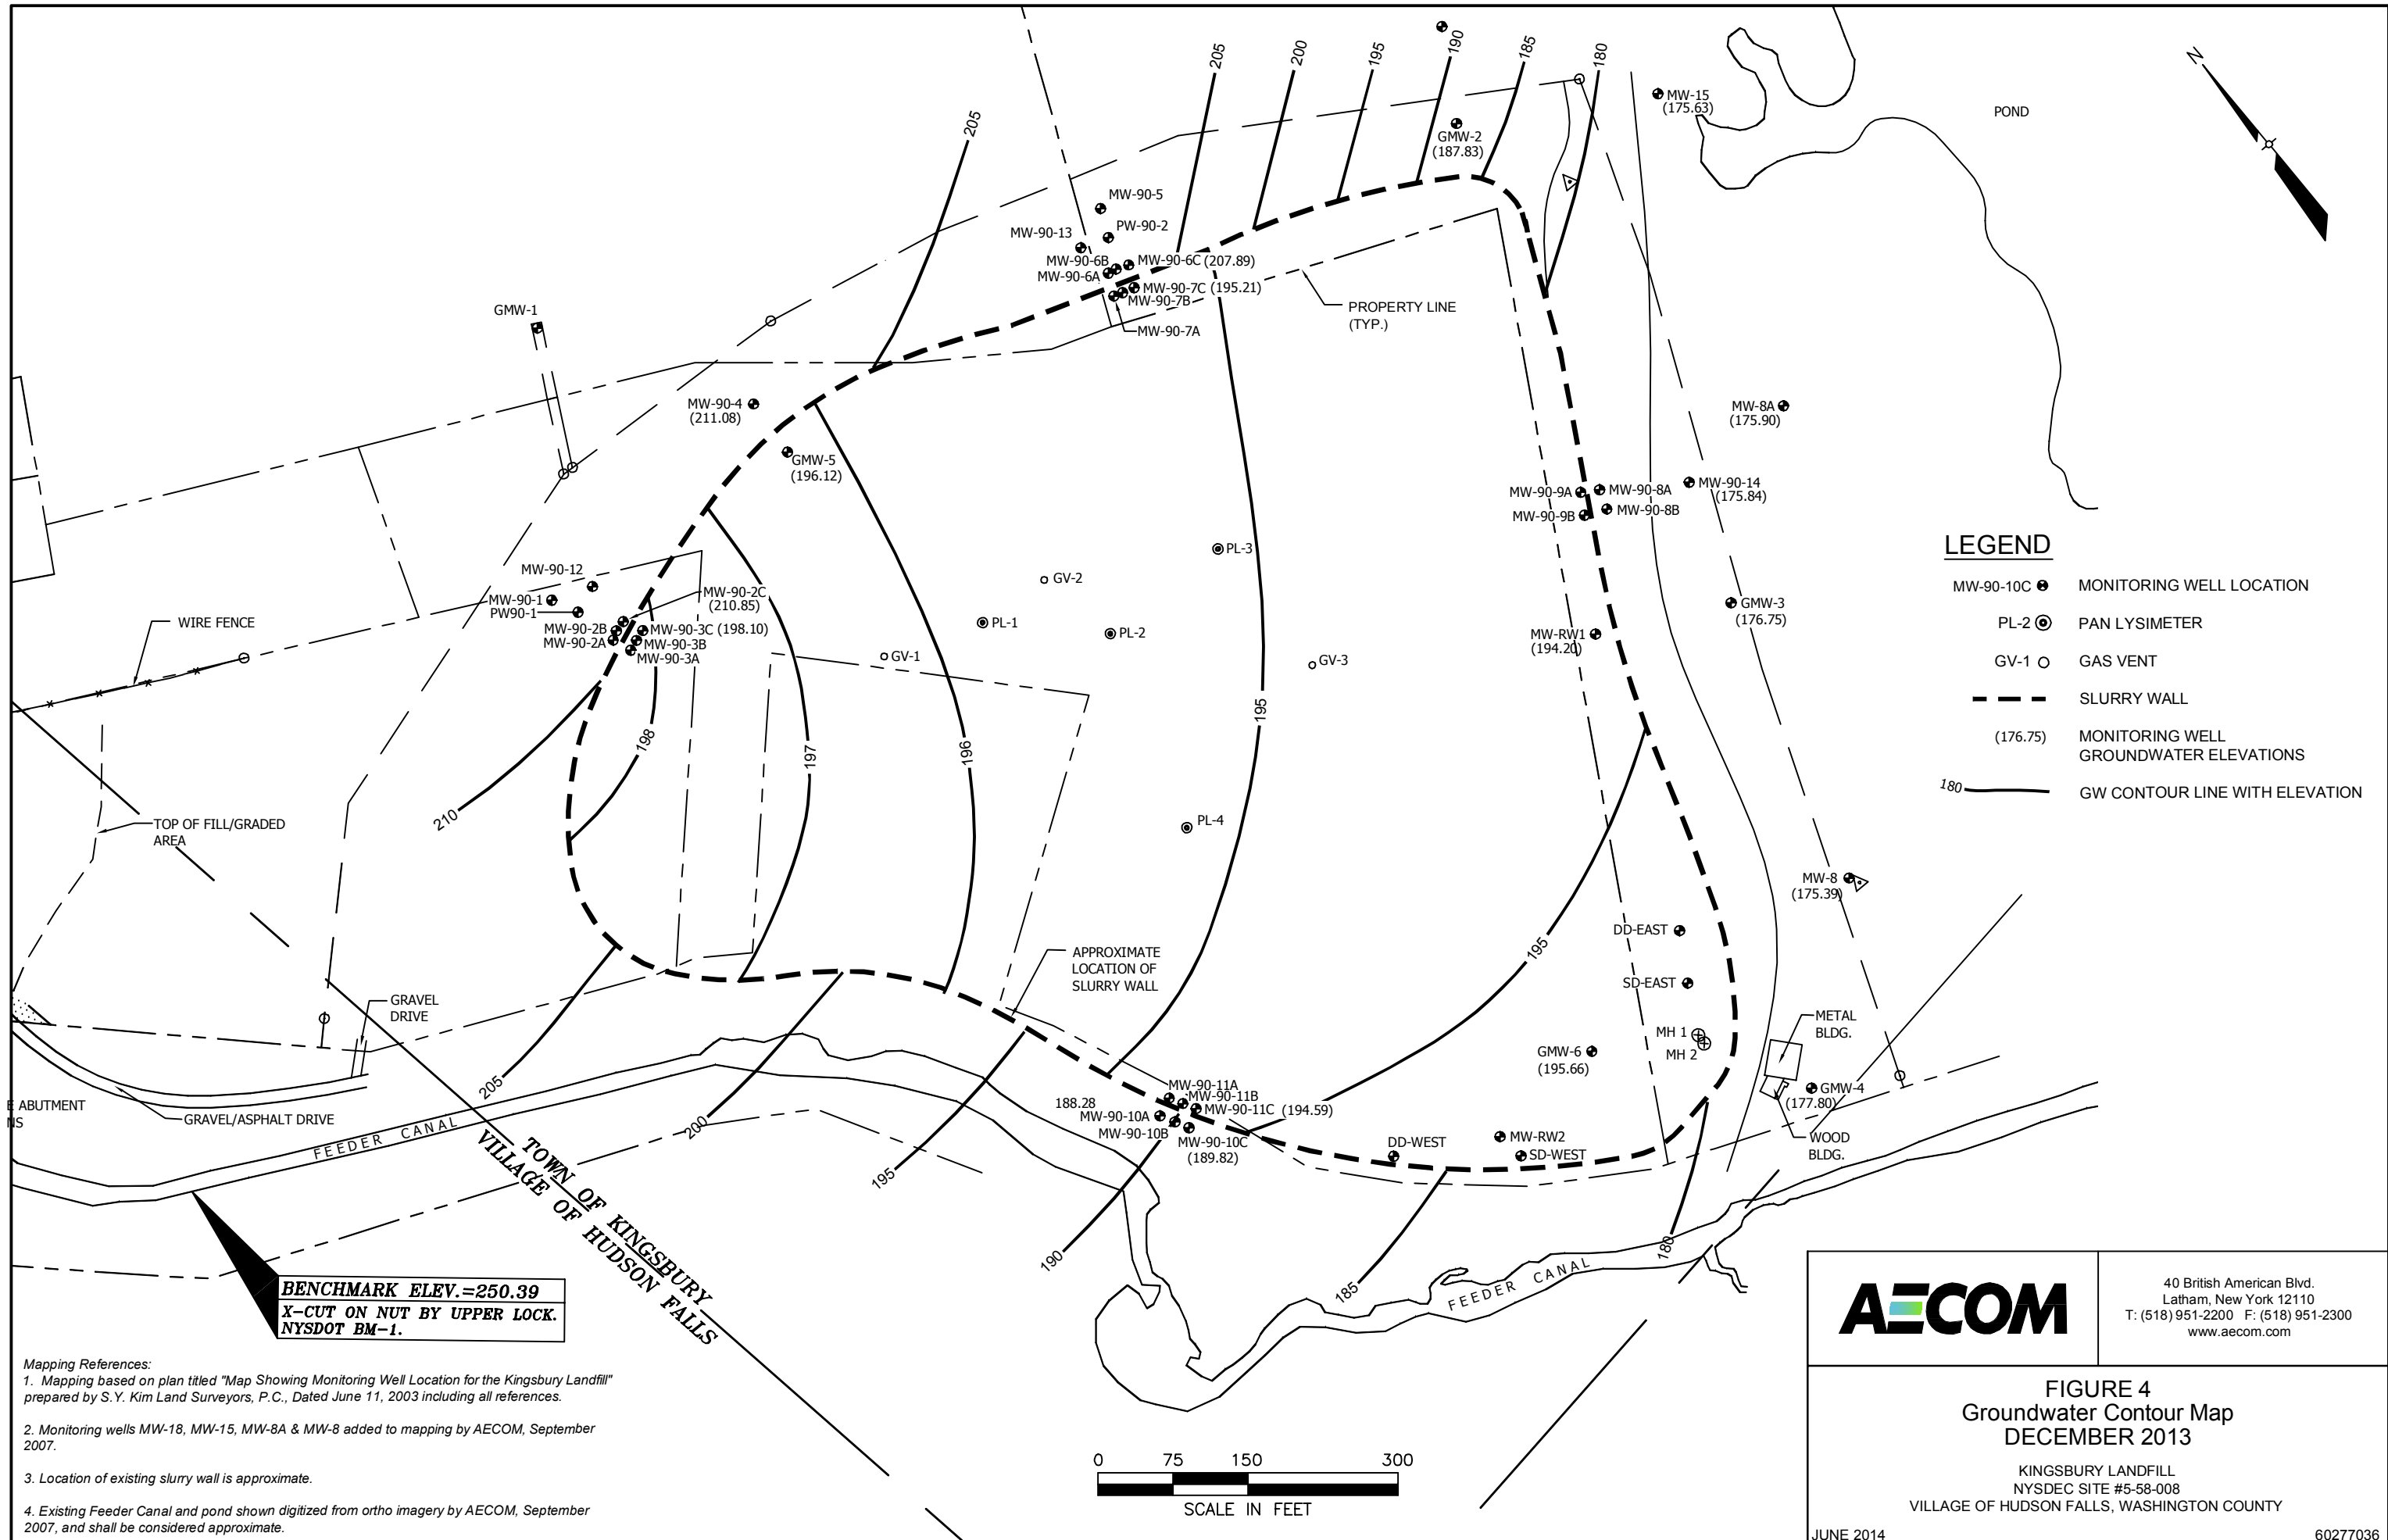 205
205
200
195
190
185
180
N
MW-15
(175.63)
POND
GMW-2
(187.83)
MW-90-5
PW-90-2
MW-90-13
MW-90-6B
MW-90-6C (207.89)
MW-90-6A
MW-90-7C (195.21)
MW-90-7B
MW-90-7A
PROPERTY LINE
(TYP.)
GMW-1
MW-90-4
(211.08)
GMW-5
(196.12)
MW-8A
(175.90)
MW-90-9A
MW-90-8A
MW-90-14
(175.84)
MW-90-9B
MW-90-8B
PL-3
GV-2
MW-90-12
MW-90-1
PW90-1
MW-90-2C
(210.85)
MW-90-2B
MW-90-3C (198.10)
MW-90-2A
MW-90-3B
MW-90-3A
PL-1
PL-2
GV-1
GV-3
GMW-3
(176.75)
MW-RW1
(194.20)
WIRE FENCE
LEGEND
MW-90-10C MONITORING WELL LOCATION
PL-2 PAN LYSIMETER
GV-1 GAS VENT
SLURRY WALL
(176.75) MONITORING WELL
GROUNDWATER ELEVATIONS
180 GW CONTOUR LINE WITH ELEVATION
198
197
196
195
210
PL-4
TOP OF FILL/GRADED
AREA
MW-8
(175.39)
DD-EAST
SD-EAST
195
APPROXIMATE
LOCATION OF
SLURRY WALL
GRAVEL
DRIVE
MH 1
MH 2
METAL
BLDG.
GMW-6
(195.66)
GMW-4
(177.80)
WOOD
BLDG.
E ABUTMENT
NS
GRAVEL/ASPHALT DRIVE
FEEDER CANAL
205
200
195
190
185
180
188.28
MW-90-11A
MW-90-11B
MW-90-11C (194.59)
MW-90-10A
MW-90-10B
MW-90-10C
(189.82)
DD-WEST
MW-RW2
SD-WEST
FEEDER CANAL
TOWN OF KINGSBURY
VILLAGE OF HUDSON FALLS
BENCHMARK ELEV.=250.39
X-CUT ON NUT BY UPPER LOCK.
NYSDOT BM-1.
Mapping References:
1. Mapping based on plan titled "Map Showing Monitoring Well Location for the Kingsbury Landfill"
prepared by S.Y. Kim Land Surveyors, P.C., Dated June 11, 2003 including all references.
2. Monitoring wells MW-18, MW-15, MW-8A & MW-8 added to mapping by AECOM, September
2007.
3. Location of existing slurry wall is approximate.
4. Existing Feeder Canal and pond shown digitized from ortho imagery by AECOM, September
2007, and shall be considered approximate.
0 75 150 300
SCALE IN FEET
AECOM
40 British American Blvd.
Latham, New York 12110
T: (518) 951-2200 F: (518) 951-2300
www.aecom.com
FIGURE 4
Groundwater Contour Map
DECEMBER 2013
KINGSBURY LANDFILL
NYSDEC SITE #5-58-008
VILLAGE OF HUDSON FALLS, WASHINGTON COUNTY
JUNE 2014
60277036